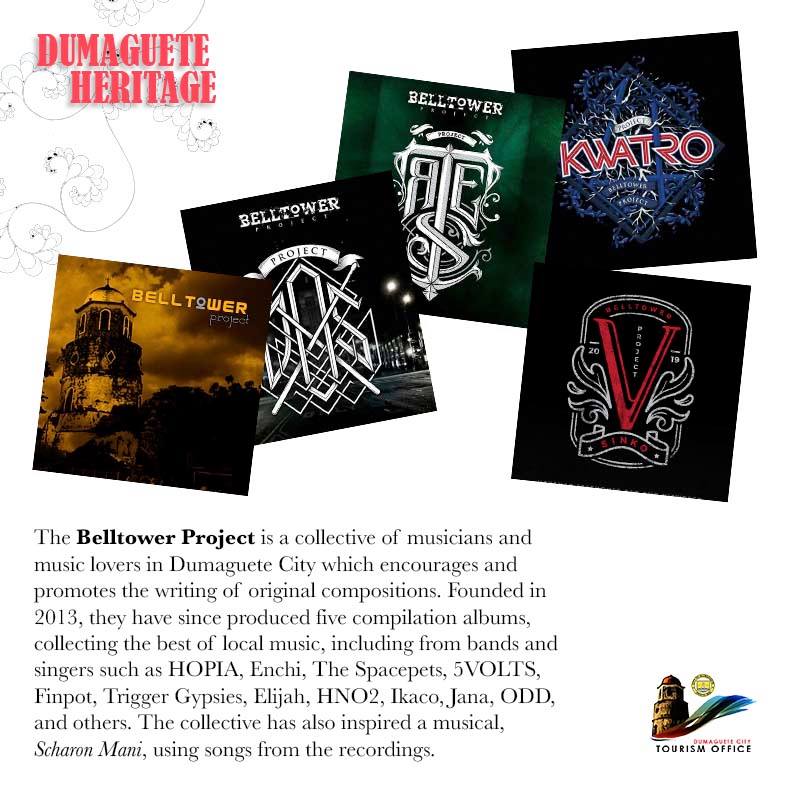 DUMAGUETE
HERITAGE
BELLTOWER
project
BELLTOWER
PROJECT
PROJECT
BELLTOWER
PROJECT
PROJECT
TRES
PROJECT
KWATRO
BELLTOWER
PROJECT
BELLTOWER
PROJECT
V
20 19
SINKO
The Belltower Project is a collective of musicians and
music lovers in Dumaguete City which encourages and
promotes the writing of original compositions. Founded in
2013, they have since produced five compilation albums,
collecting the best of local music, including from bands and
singers such as HOPIA, Enchi, The Spacepets, 5VOLTS,
Finpot, Trigger Gypsies, Elijah, HNO2, Ikaco, Jana, ODD,
and others. The collective has also inspired a musical,
Scharon Mani, using songs from the recordings.
DUMAGUETE CITY
TOURISM OFFICE